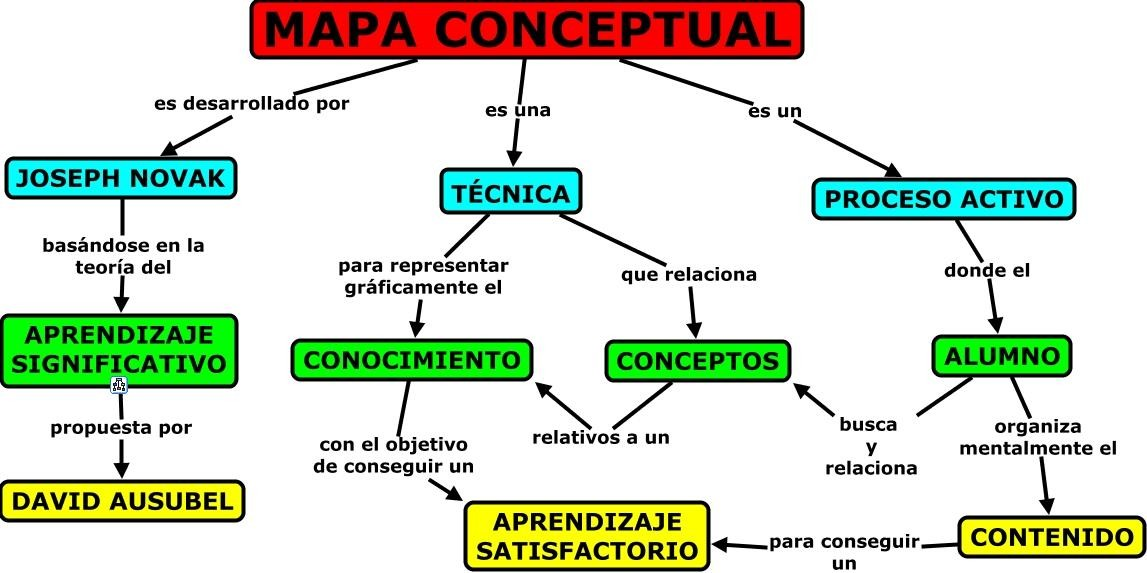 MAPA CONCEPTUAL
es desarrollado por
es una
es un
JOSEPH NOVAK
TÉCNICA
PROCESO ACTIVO
basándose en la
teoría del
para representar
gráficamente el
que relaciona
donde el
APRENDIZAJE
SIGNIFICATIVO
CONOCIMIENTO
CONCEPTOS
ALUMNO
propuesta por
con el objetivo
de conseguir un
relativos a un
busca
y
relaciona
organiza
mentalmente el
DAVID AUSUBEL
APRENDIZAJE
SATISFACTORIO
para conseguir
un
CONTENIDO